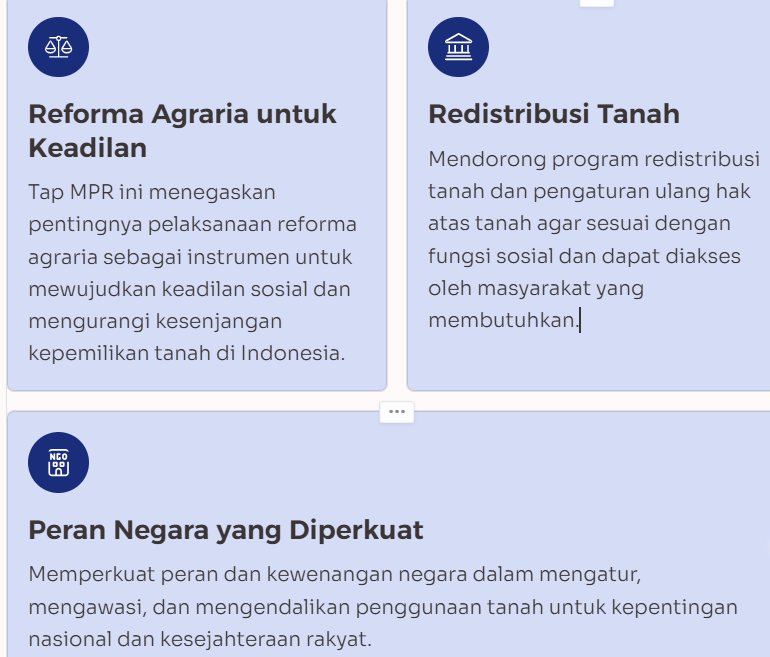 Reforma Agraria untuk
Keadilan
Tap MPR ini menegaskan
pentingnya pelaksanaan reforma
agraria sebagai instrumen untuk
mewujudkan keadilan sosial dan
mengurangi kesenjangan
kepemilikan tanah di Indonesia.
Redistribusi Tanah
Mendorong program redistribusi
tanah dan pengaturan ulang hak
atas tanah agar sesuai dengan
fungsi sosial dan dapat diakses
oleh masyarakat yang
membutuhkan.
NGO
Peran Negara yang Diperkuat
Memperkuat peran dan kewenangan negara dalam mengatur,
mengawasi, dan mengendalikan penggunaan tanah untuk kepentingan
nasional dan kesejahteraan rakyat.